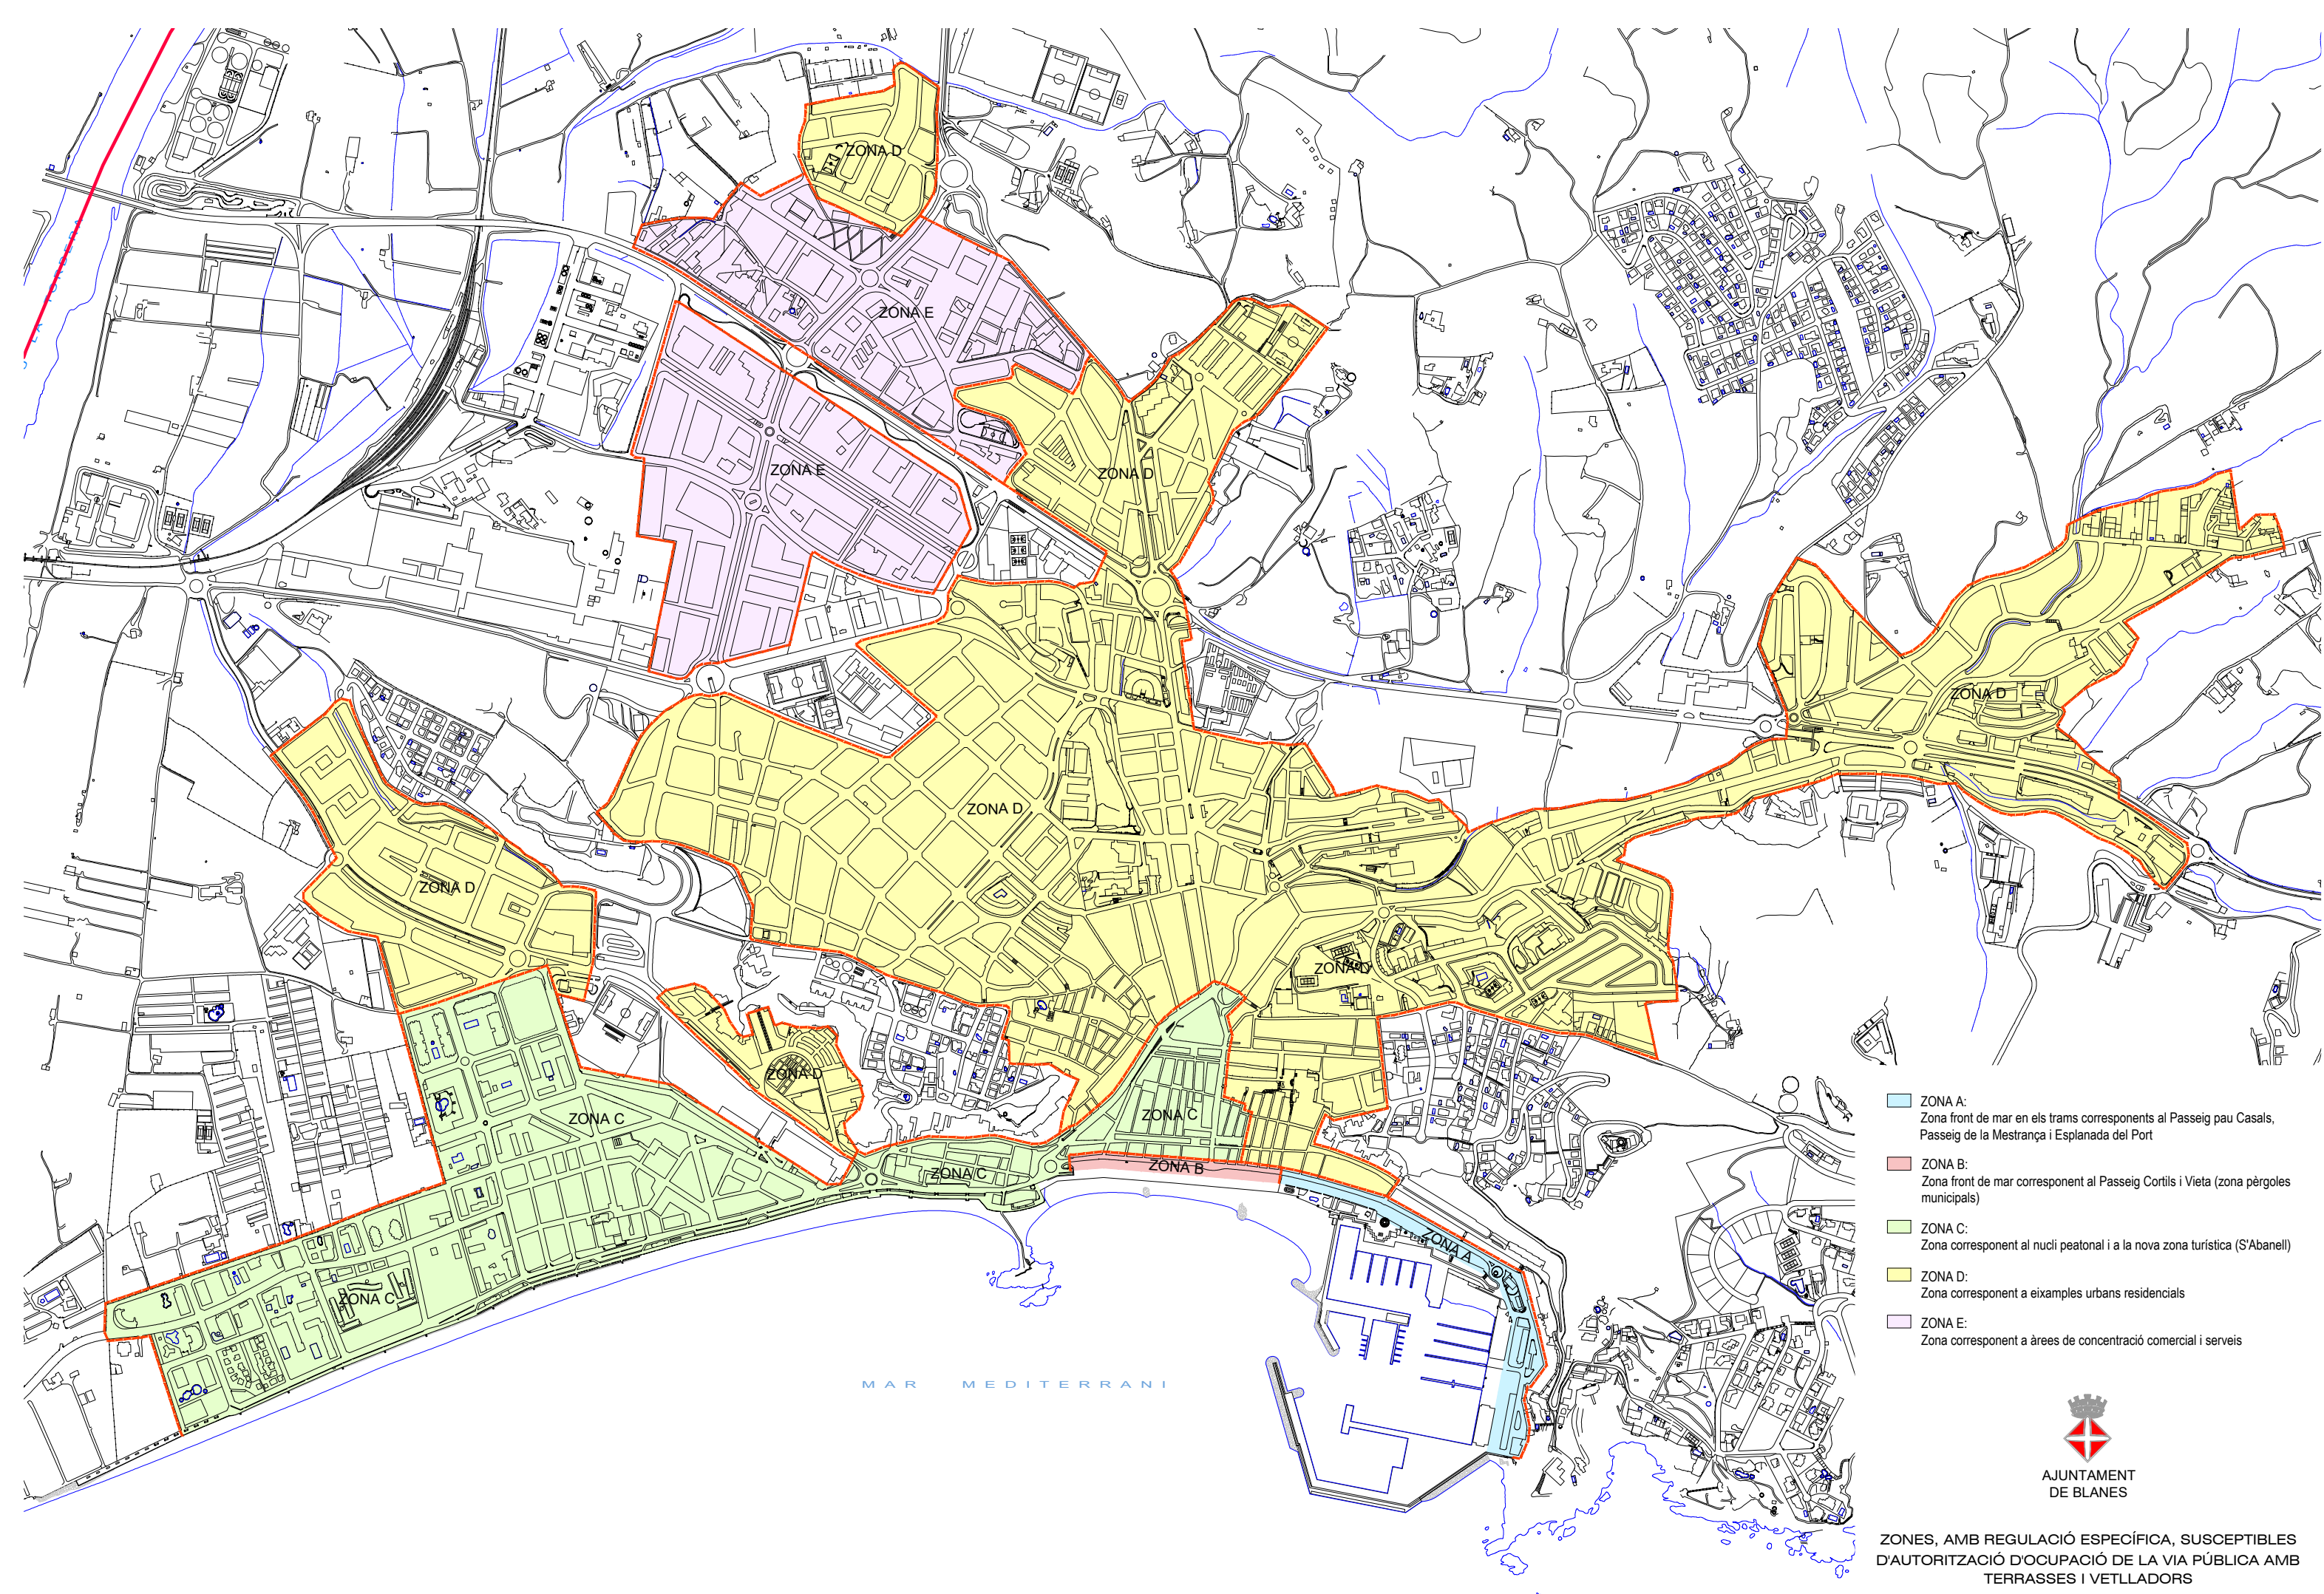 ZONA D
ZONA E
ZONA E
ZONA D
ZONA D
ZONA D
ZONA D
ZONA D
ZONA D
ZONA C
ZONA C
ZONA C
ZONA B
ZONA A
ZONA C
MAR MEDITERRANI
ZONA A:
Zona front de mar en els trams corresponents al Passeig pau Casals,
Passeig de la Mestrança i Esplanada del Port
ZONA B:
Zona front de mar corresponent al Passeig Cortils i Vieta (zona pèrgoles
municipals)
ZONA C:
Zona corresponent al nucli peatonal i a la nova zona turística (S'Abanell)
ZONA D:
Zona corresponent a eixamples urbans residencials
ZONA E:
Zona corresponent a àrees de concentració comercial i serveis
AJUNTAMENT
DE BLANES
ZONES, AMB REGULACIÓ ESPECÍFICA, SUSCEPTIBLES
D'AUTORITZACIÓ D'OCUPACIÓ DE LA VIA PÚBLICA AMB
TERRASSES I VETLLADORS